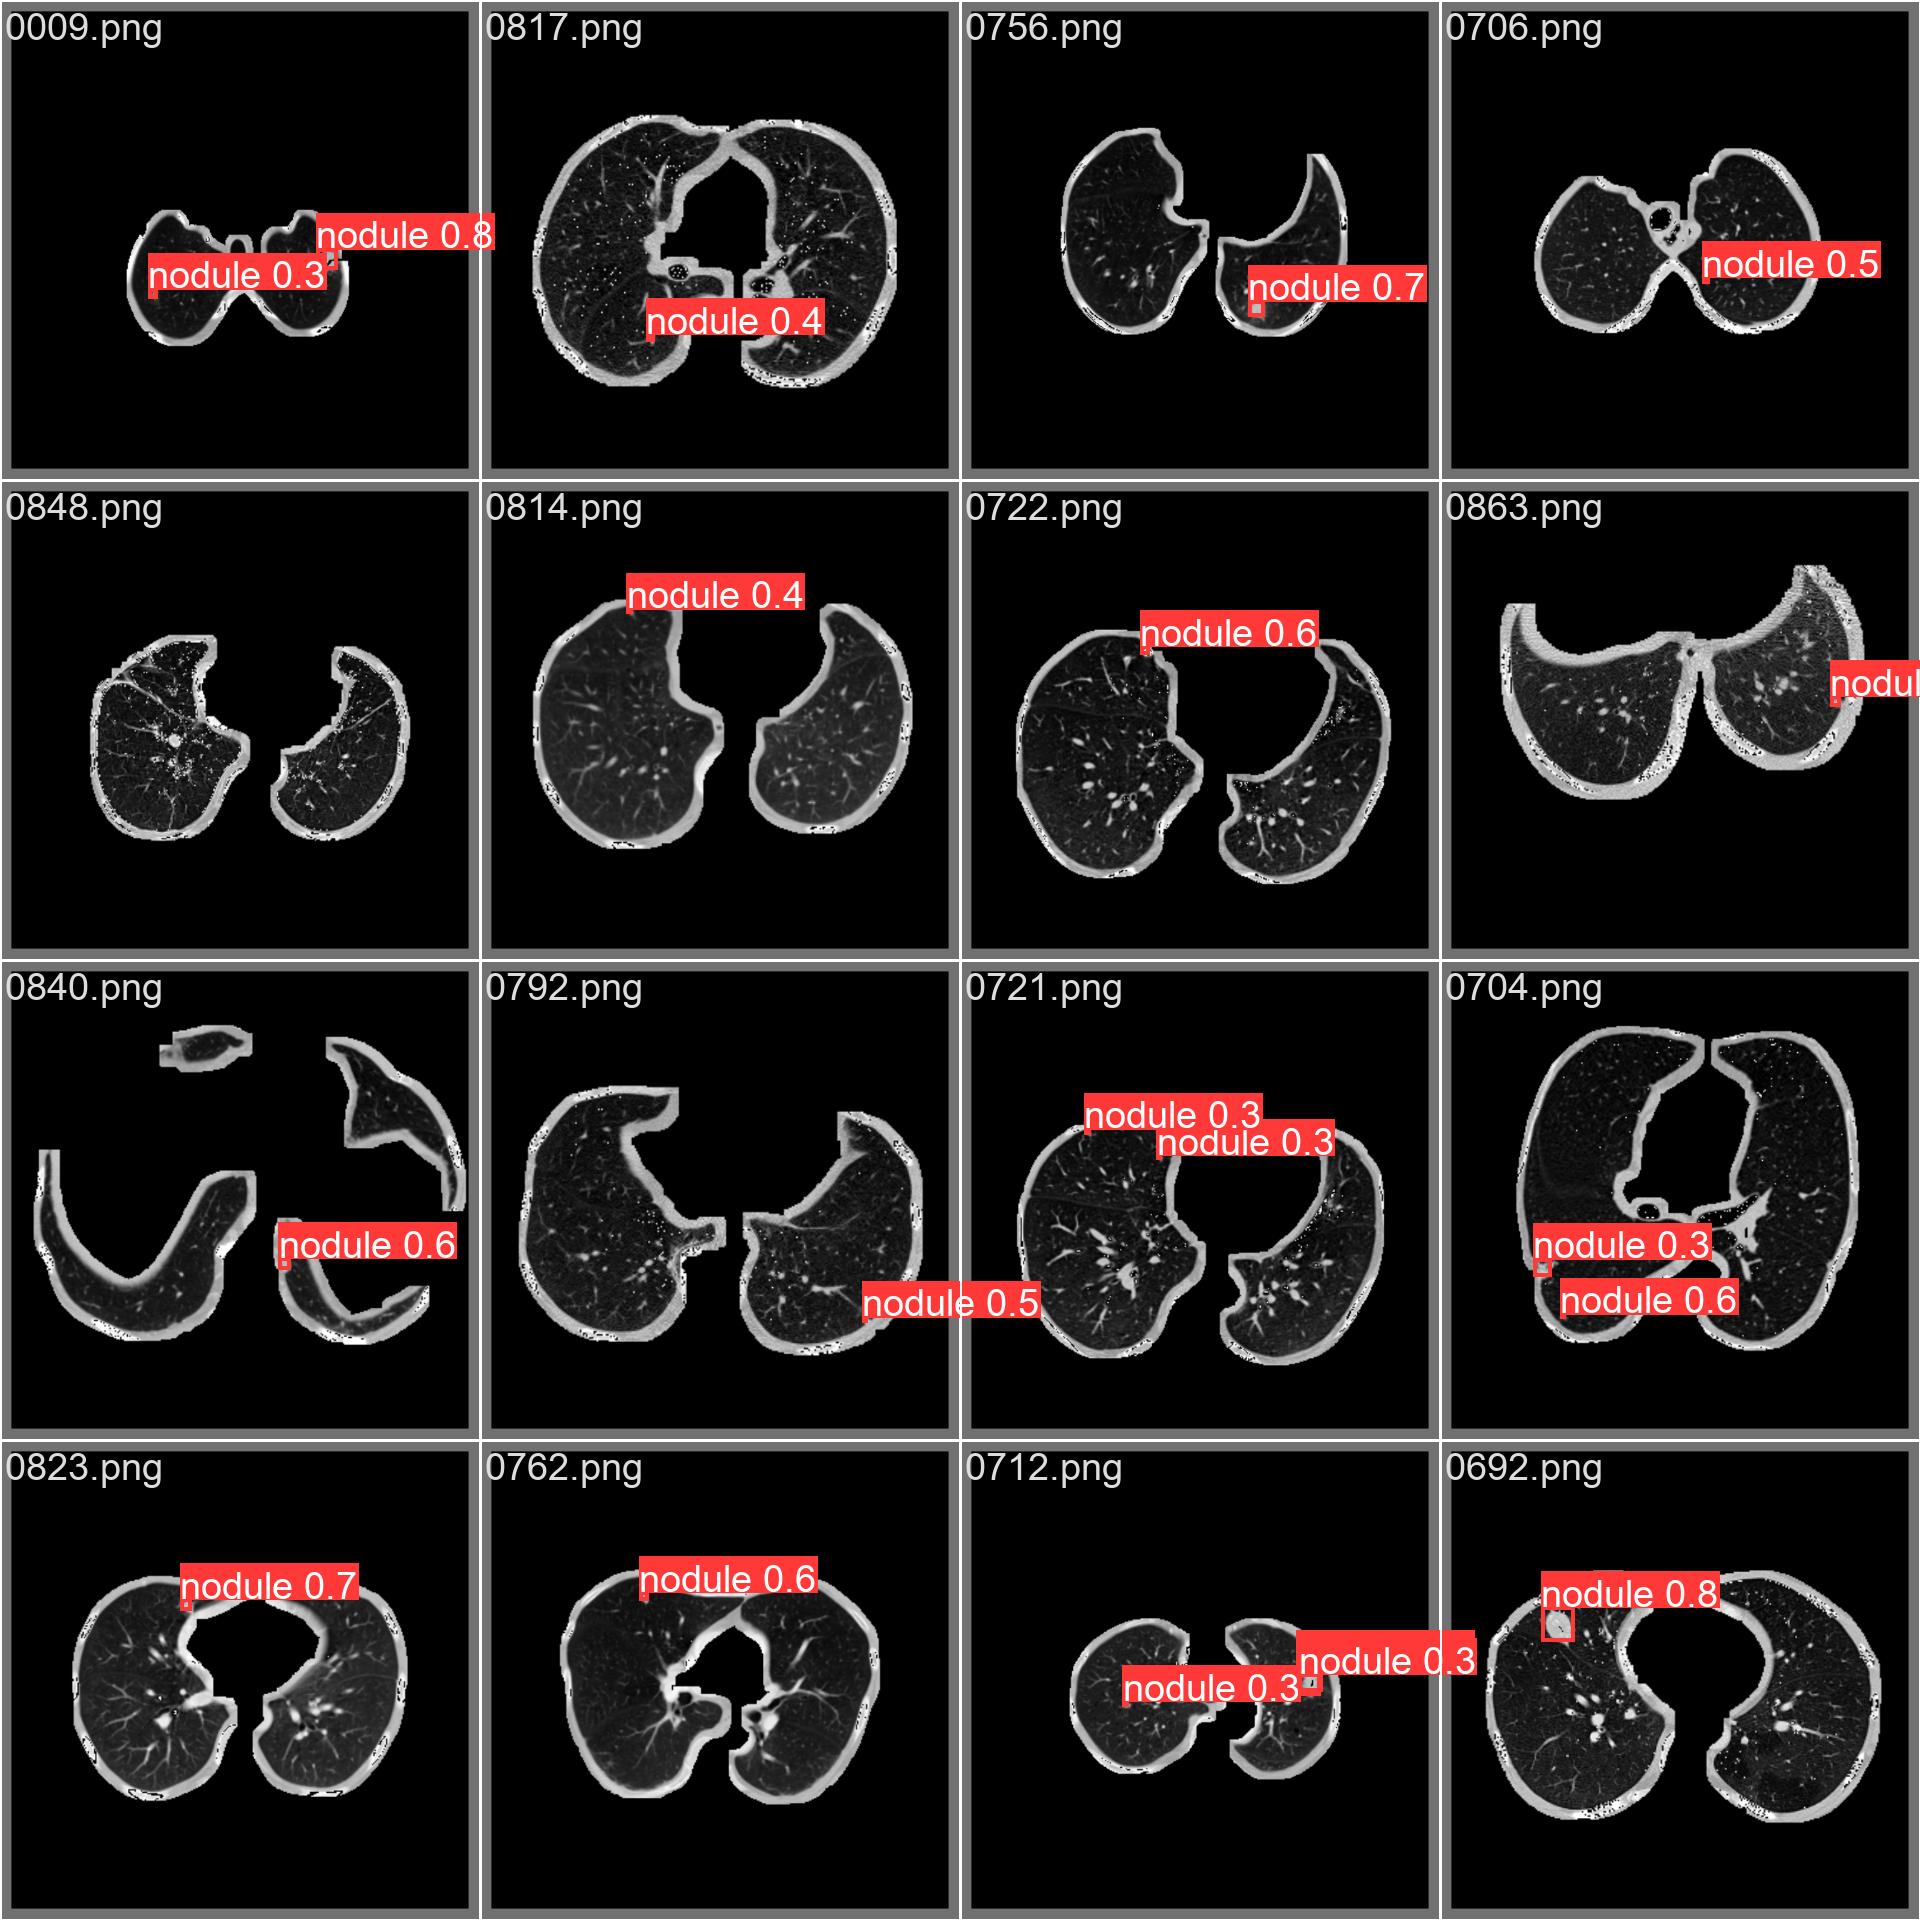 0009.png
0817.png
0756.png
0706.png
nodule 0.8
nodule 0.3
nodule 0.4
nodule 0.7
nodule 0.5
0848.png
0814.png
0722.png
0863.png
nodule 0.4
nodule 0.6
nodul
0840.png
0792.png
0721.png
0704.png
nodule 0.6
nodule 0.5
nodule 0.3
nodule 0.3
nodule 0.3
nodule 0.6
0823.png
0762.png
0712.png
0692.png
nodule 0.7
nodule 0.6
nodule 0.3
nodule 0.3
nodule 0.8